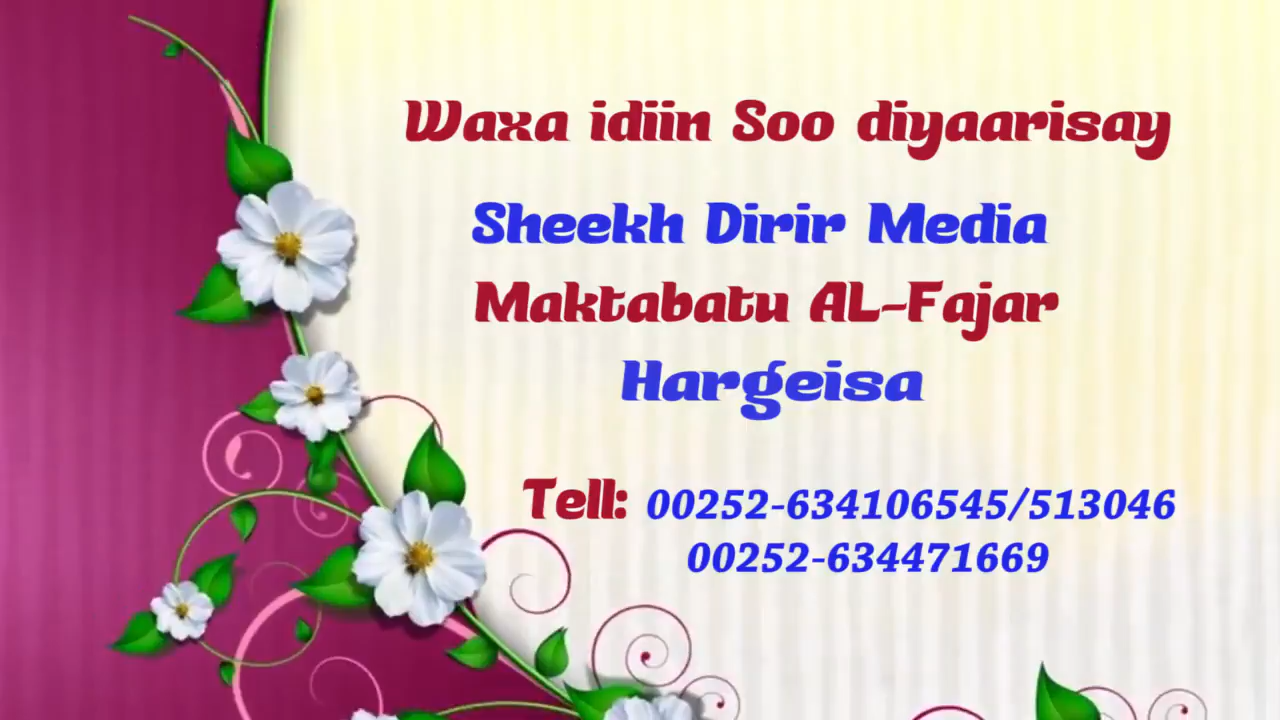 Waxa idiin Soo diyaarisay
Sheekh Dirir Media
Maktabatu AL-Fajar
Hargeisa
Tell: 00252-634106545/513046
00252-634471669